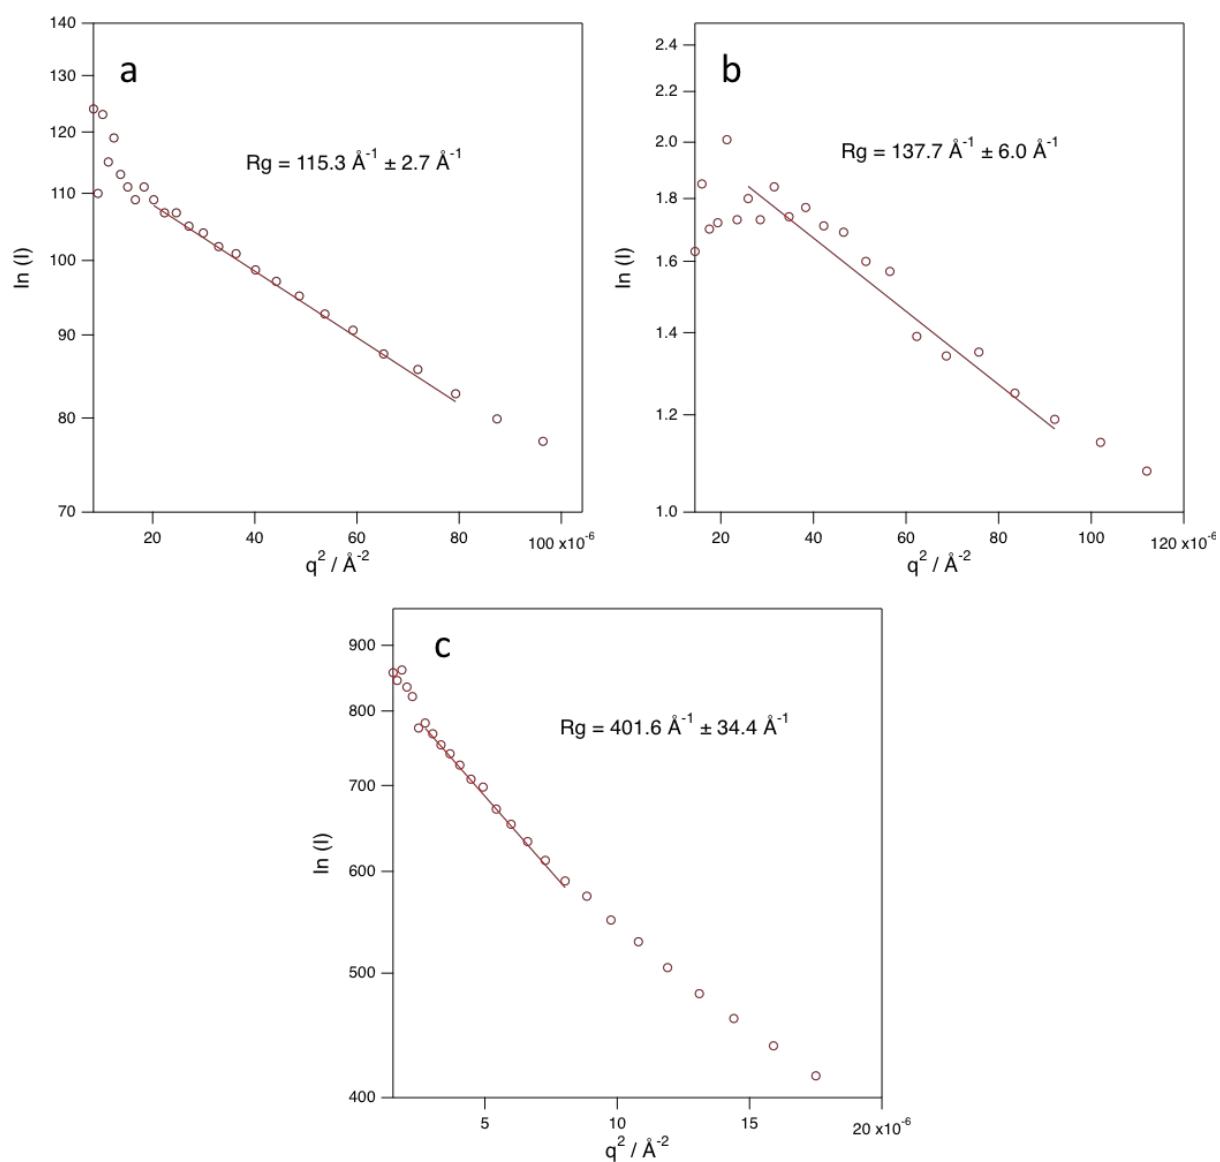 a
140
130
120
110
100
90
80
70
ln (I)
Rg = 115.3 Å⁻¹ ± 2.7 Å⁻¹
20
40
60
80
100 x10⁻⁶
q² / Å⁻²
b
2.4
2.2
2.0
1.8
1.6
1.4
1.2
1.0
ln (I)
Rg = 137.7 Å⁻¹ ± 6.0 Å⁻¹
20
40
60
80
100
120 x10⁻⁶
q² / Å⁻²
c
900
800
700
600
500
400
ln (I)
Rg = 401.6 Å⁻¹ ± 34.4 Å⁻¹
5
10
15
20 x10⁻⁶
q² / Å⁻²